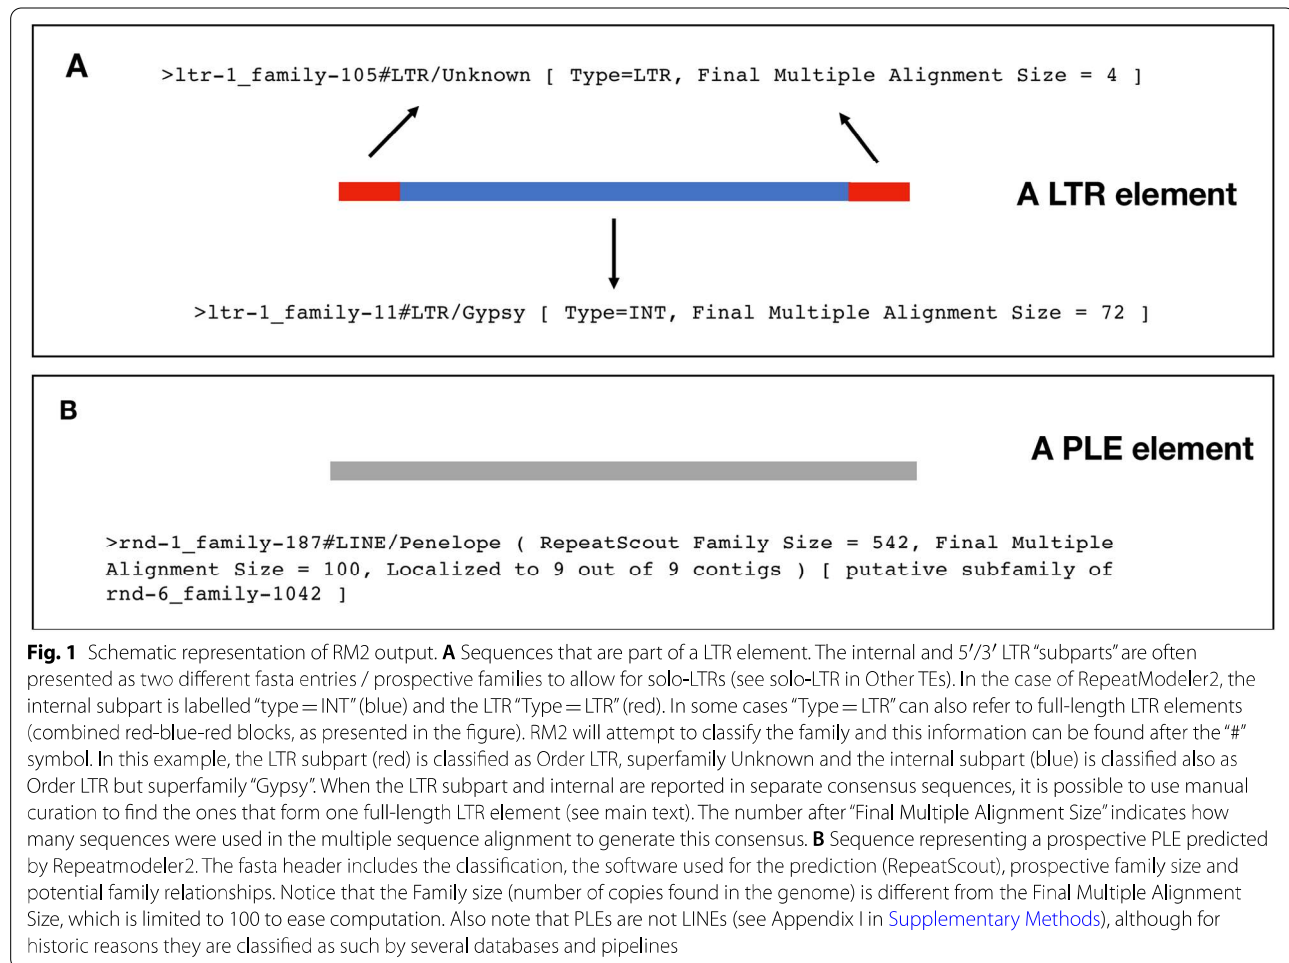 A
>ltr-1_family-105#LTR/Unknown [ Type=LTR, Final Multiple Alignment Size = 4 ]
A LTR element
>ltr-1_family-11#LTR/Gypsy [ Type=INT, Final Multiple Alignment Size = 72 ]
B
A PLE element
>rnd-1_family-187#LINE/Penelope ( RepeatScout Family Size = 542, Final Multiple
Alignment Size = 100, Localized to 9 out of 9 contigs ) [ putative subfamily of
rnd-6_family-1042 ]
Fig. 1 Schematic representation of RM2 output. A Sequences that are part of a LTR element. The internal and 5′/3′ LTR “subparts” are often
presented as two different fasta entries / prospective families to allow for solo-LTRs (see solo-LTR in Other TEs). In the case of RepeatModeler2, the
internal subpart is labelled “type = INT” (blue) and the LTR “Type = LTR” (red). In some cases “Type = LTR” can also refer to full-length LTR elements
(combined red-blue-red blocks, as presented in the figure). RM2 will attempt to classify the family and this information can be found after the “#”
symbol. In this example, the LTR subpart (red) is classified as Order LTR, superfamily Unknown and the internal subpart (blue) is classified also as
Order LTR but superfamily “Gypsy”. When the LTR subpart and internal are reported in separate consensus sequences, it is possible to use manual
curation to find the ones that form one full-length LTR element (see main text). The number after “Final Multiple Alignment Size” indicates how
many sequences were used in the multiple sequence alignment to generate this consensus. B Sequence representing a prospective PLE predicted
by Repeatmodeler2. The fasta header includes the classification, the software used for the prediction (RepeatScout), prospective family size and
potential family relationships. Notice that the Family size (number of copies found in the genome) is different from the Final Multiple Alignment
Size, which is limited to 100 to ease computation. Also note that PLEs are not LINEs (see Appendix I in Supplementary Methods), although for
historic reasons they are classified as such by several databases and pipelines